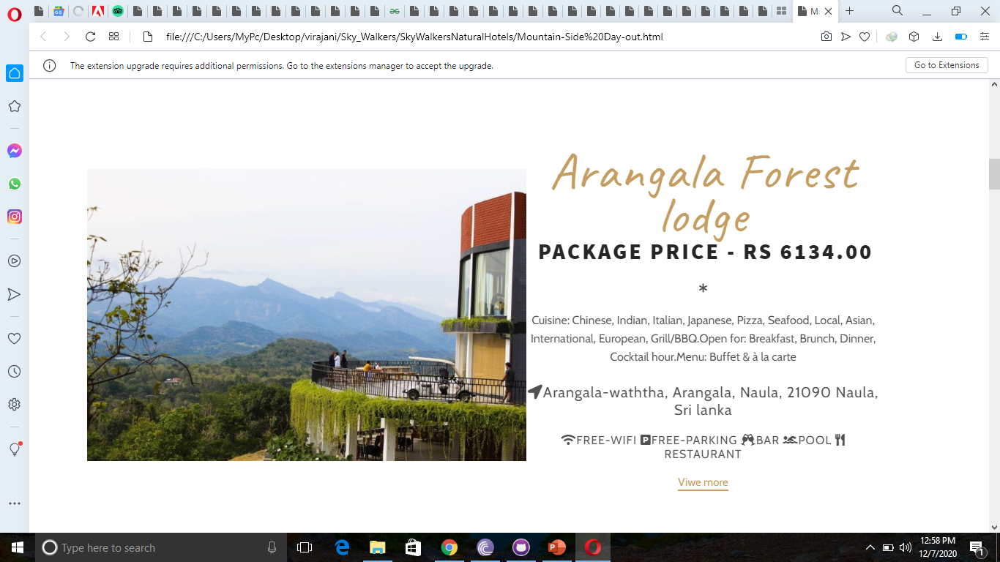 M
file:///C:/Users/MyPc/Desktop/virajani/Sky_Walkers/SkyWalkersNaturalHotels/Mountain-Side%20Day-out.html
The extension upgrade requires additional permissions. Go to the extensions manager to accept the upgrade.
Go to Extensions
Arangala Forest
lodge
PACKAGE PRICE - RS 6134.00
*
Cuisine: Chinese, Indian, Italian, Japanese, Pizza, Seafood, Local, Asian,
International, European, Grill/BBQ.Open for: Breakfast, Brunch, Dinner,
Cocktail hour.Menu: Buffet & à la carte
Arangala-waththa, Arangala, Naula, 21090 Naula,
Sri lanka
FREE-WIFI FREE-PARKING BAR POOL
RESTAURANT
Viwe more
Type here to search
12:58 PM
12/7/2020
1